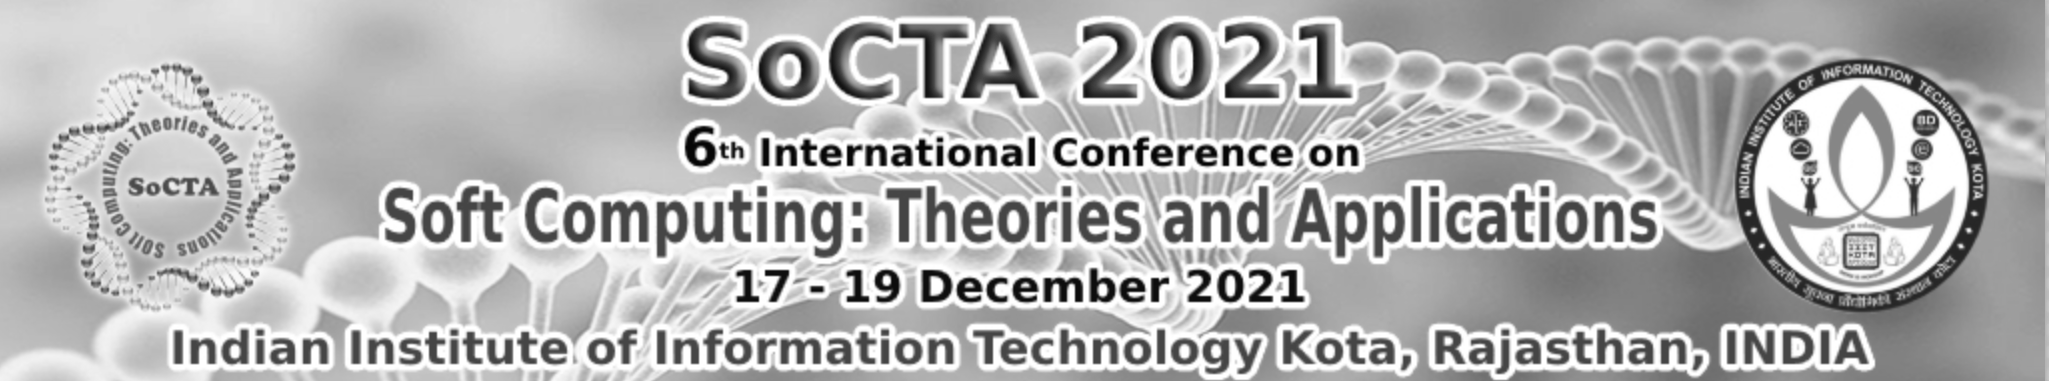 SoCTA 2021
6th International Conference on
Soft Computing: Theories and Applications
17 - 19 December 2021
Indian Institute of Information Technology Kota, Rajasthan, INDIA
Soft Computing: Theories and Applications
SoCTA
INDIAN INSTITUTE OF INFORMATION TECHNOLOGY KOTA
BD